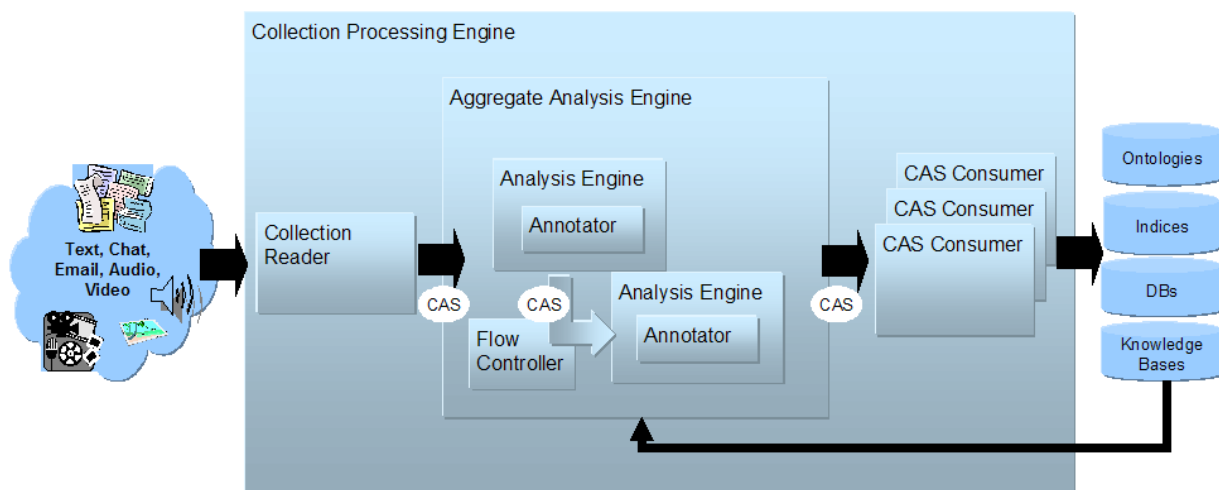 Collection Processing Engine
Aggregate Analysis Engine
Analysis Engine
Annotator
Collection
Reader
Text, Chat,
Email, Audio,
Video
CAS
CAS
Flow
Controller
Analysis Engine
Annotator
CAS
CAS Consumer
CAS Consumer
CAS Consumer
Ontologies
Indices
DBs
Knowledge
Bases